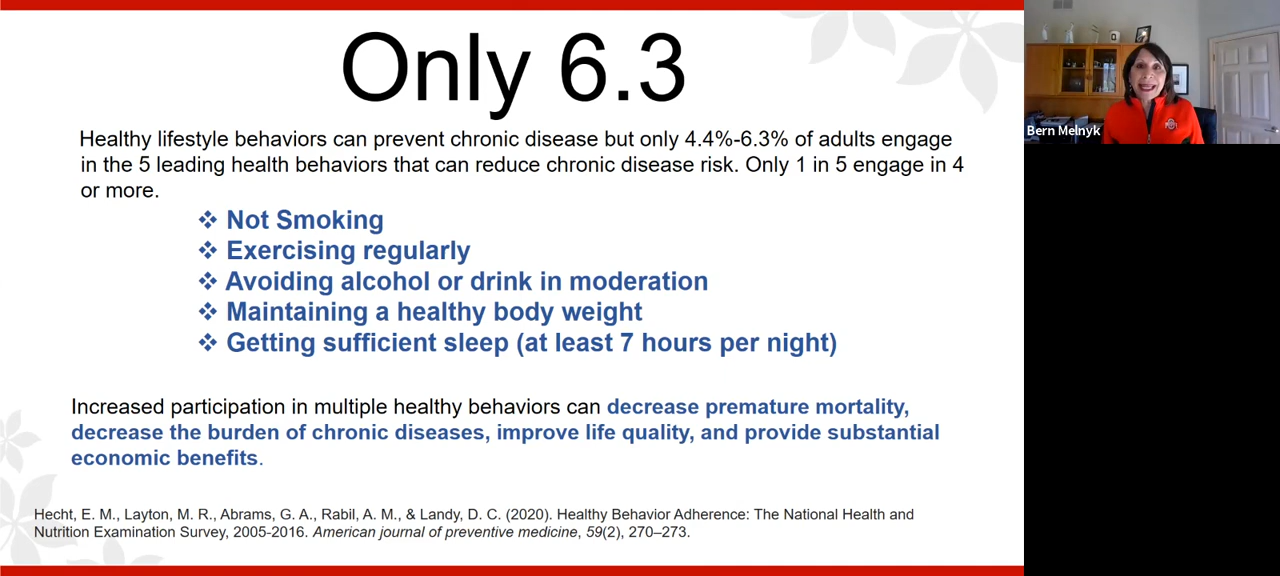 Only 6.3
Healthy lifestyle behaviors can prevent chronic disease but only 4.4%-6.3% of adults engage
in the 5 leading health behaviors that can reduce chronic disease risk. Only 1 in 5 engage in 4
or more.
❖ Not Smoking
❖ Exercising regularly
❖ Avoiding alcohol or drink in moderation
❖ Maintaining a healthy body weight
❖ Getting sufficient sleep (at least 7 hours per night)
Increased participation in multiple healthy behaviors can decrease premature mortality,
decrease the burden of chronic diseases, improve life quality, and provide substantial
economic benefits.
Hecht, E. M., Layton, M. R., Abrams, G. A., Rabil, A. M., & Landy, D. C. (2020). Healthy Behavior Adherence: The National Health and
Nutrition Examination Survey, 2005-2016. American journal of preventive medicine, 59(2), 270–273.
Bern Melnyk